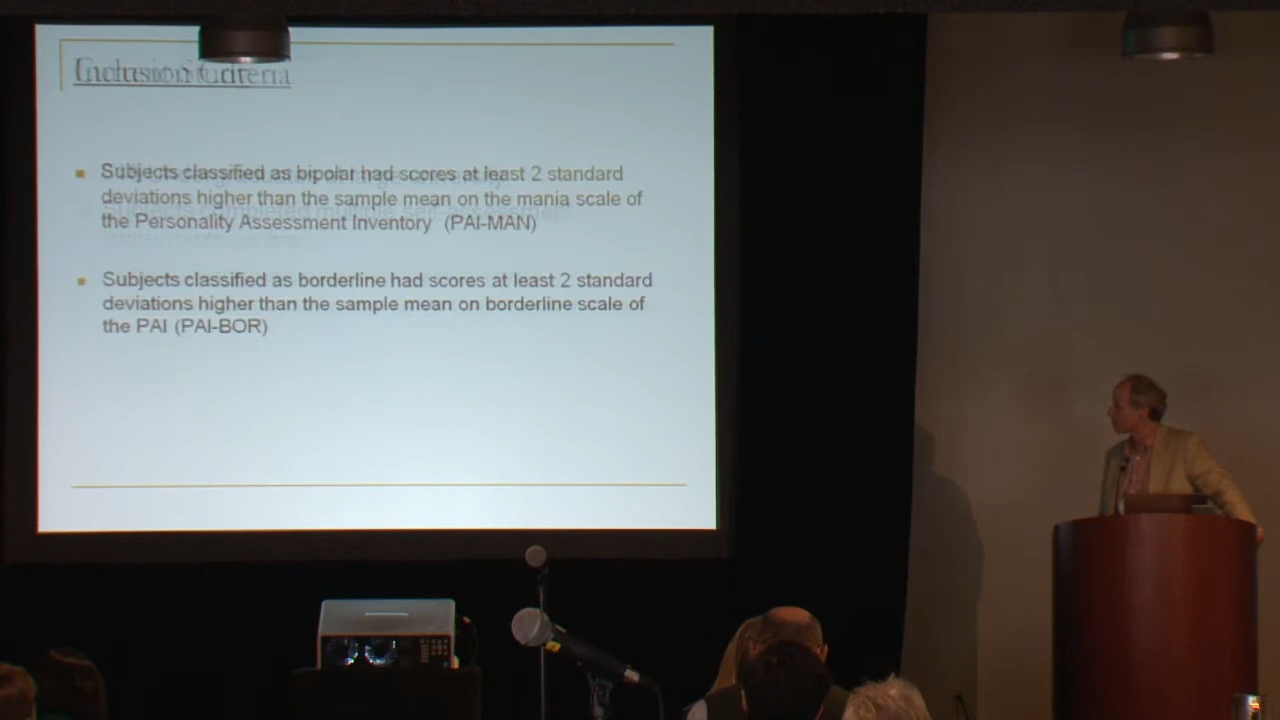 Inclusion Criteria
Subjects classified as bipolar had scores at least 2 standard
deviations higher than the sample mean on the mania scale of
the Personality Assessment Inventory (PAI-MAN)
Subjects classified as borderline had scores at least 2 standard
deviations higher than the sample mean on borderline scale of
the PAI (PAI-BOR)